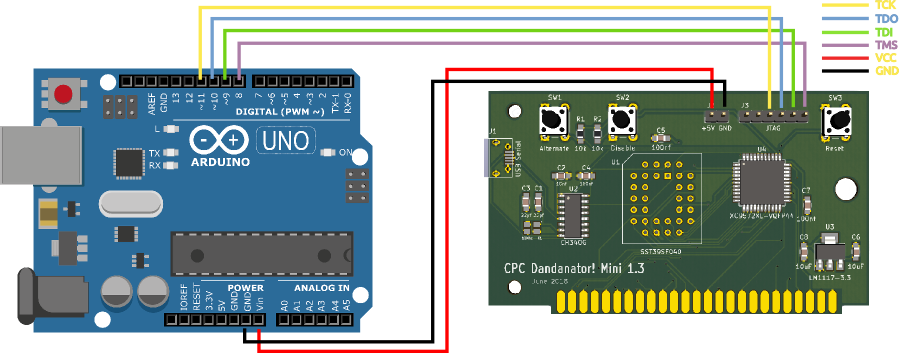 TCK
TDO
TDI
TMS
VCC
GND
AREF
GND
13
12
~11
~10
~9
8
7
~6
~5
4
~3
2
TX-1
RX-0
DIGITAL (PWM ~)
L
TX
RX
ARDUINO
UNO
ON
POWER
ANALOG IN
IOREF
RESET
3.3V
5V
GND
GND
Vin
A0
A1
A2
A3
A4
A5
SW1
Alternate
R1
R2
10k
10k
SW2
Disable
C5
100nf
+5V GND
J3
JTAG
SW3
Reset
J1
USB Serial
C2
C4
U2
C3
C1
22pf
22pf
CH340G
U1
SST39SF040
U4
XC9572XL-VQFP44
C7
100nf
U3
C8
10uF
C6
10uF
LM1117-3.3
CPC Dandanator! Mini 1.3
June 2018